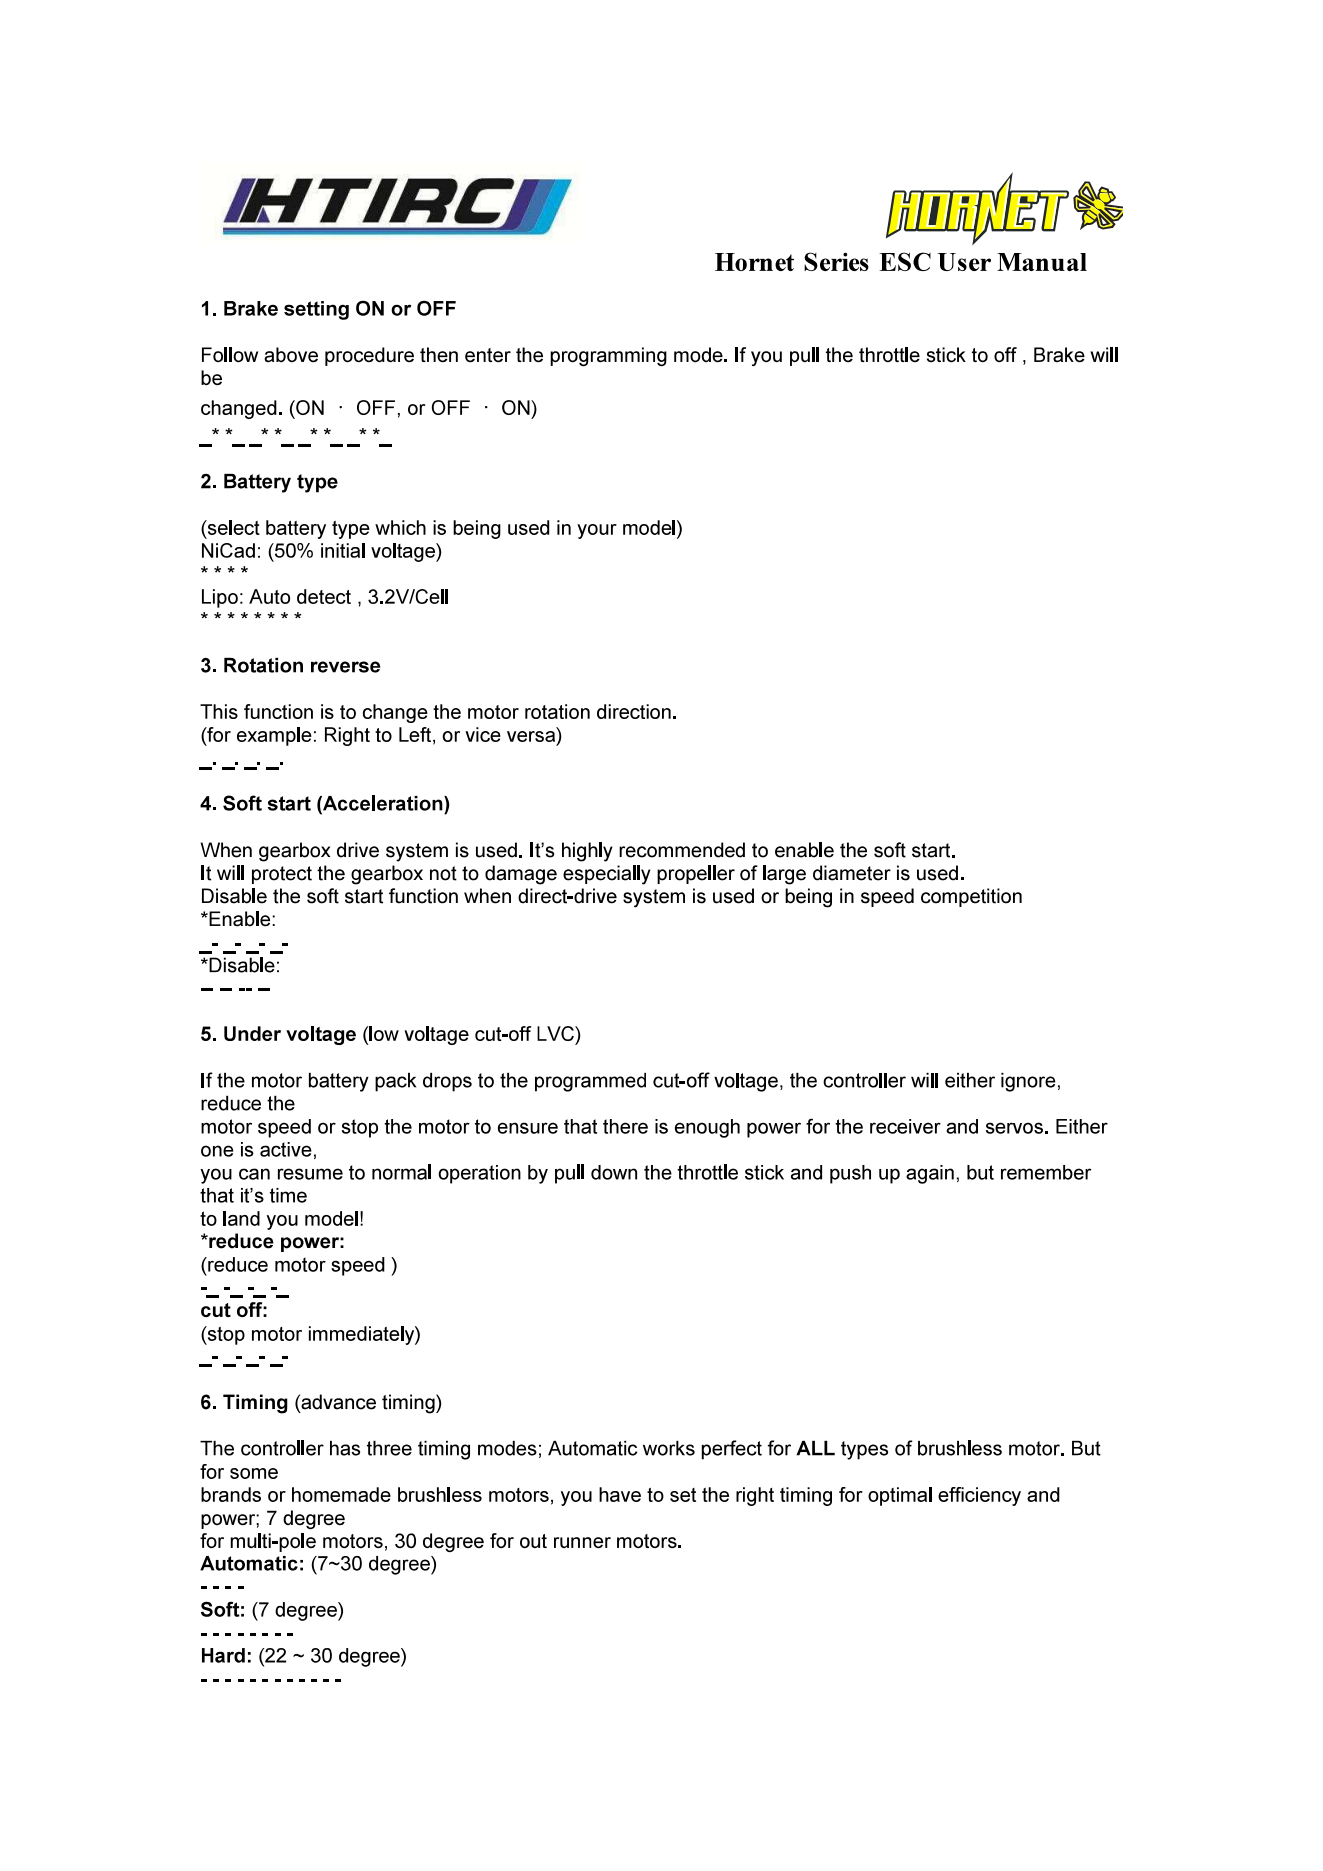 HTIRC
HORNET
Hornet Series ESC User Manual
1. Brake setting ON or OFF
Follow above procedure then enter the programming mode. If you pull the throttle stick to off , Brake will
be
changed. (ON · OFF, or OFF · ON)
_* *_ _* *_ _* *_ _* *_
2. Battery type
(select battery type which is being used in your model)
NiCad: (50% initial voltage)
* * * *
Lipo: Auto detect , 3.2V/Cell
* * * * * * * *
3. Rotation reverse
This function is to change the motor rotation direction.
(for example: Right to Left, or vice versa)
_· _· _· _·
4. Soft start (Acceleration)
When gearbox drive system is used. It’s highly recommended to enable the soft start.
It will protect the gearbox not to damage especially propeller of large diameter is used.
Disable the soft start function when direct-drive system is used or being in speed competition
*Enable:
_- _- _- _-
*Disable:
– – -- –
5. Under voltage (low voltage cut-off LVC)
If the motor battery pack drops to the programmed cut-off voltage, the controller will either ignore,
reduce the
motor speed or stop the motor to ensure that there is enough power for the receiver and servos. Either
one is active,
you can resume to normal operation by pull down the throttle stick and push up again, but remember
that it’s time
to land you model!
*reduce power:
(reduce motor speed )
-_ -_ -_ -_
cut off:
(stop motor immediately)
_- _- _- _-
6. Timing (advance timing)
The controller has three timing modes; Automatic works perfect for ALL types of brushless motor. But
for some
brands or homemade brushless motors, you have to set the right timing for optimal efficiency and
power; 7 degree
for multi-pole motors, 30 degree for out runner motors.
Automatic: (7~30 degree)
- - - -
Soft: (7 degree)
- - - - - - - -
Hard: (22 ~ 30 degree)
- - - - - - - - - - - -